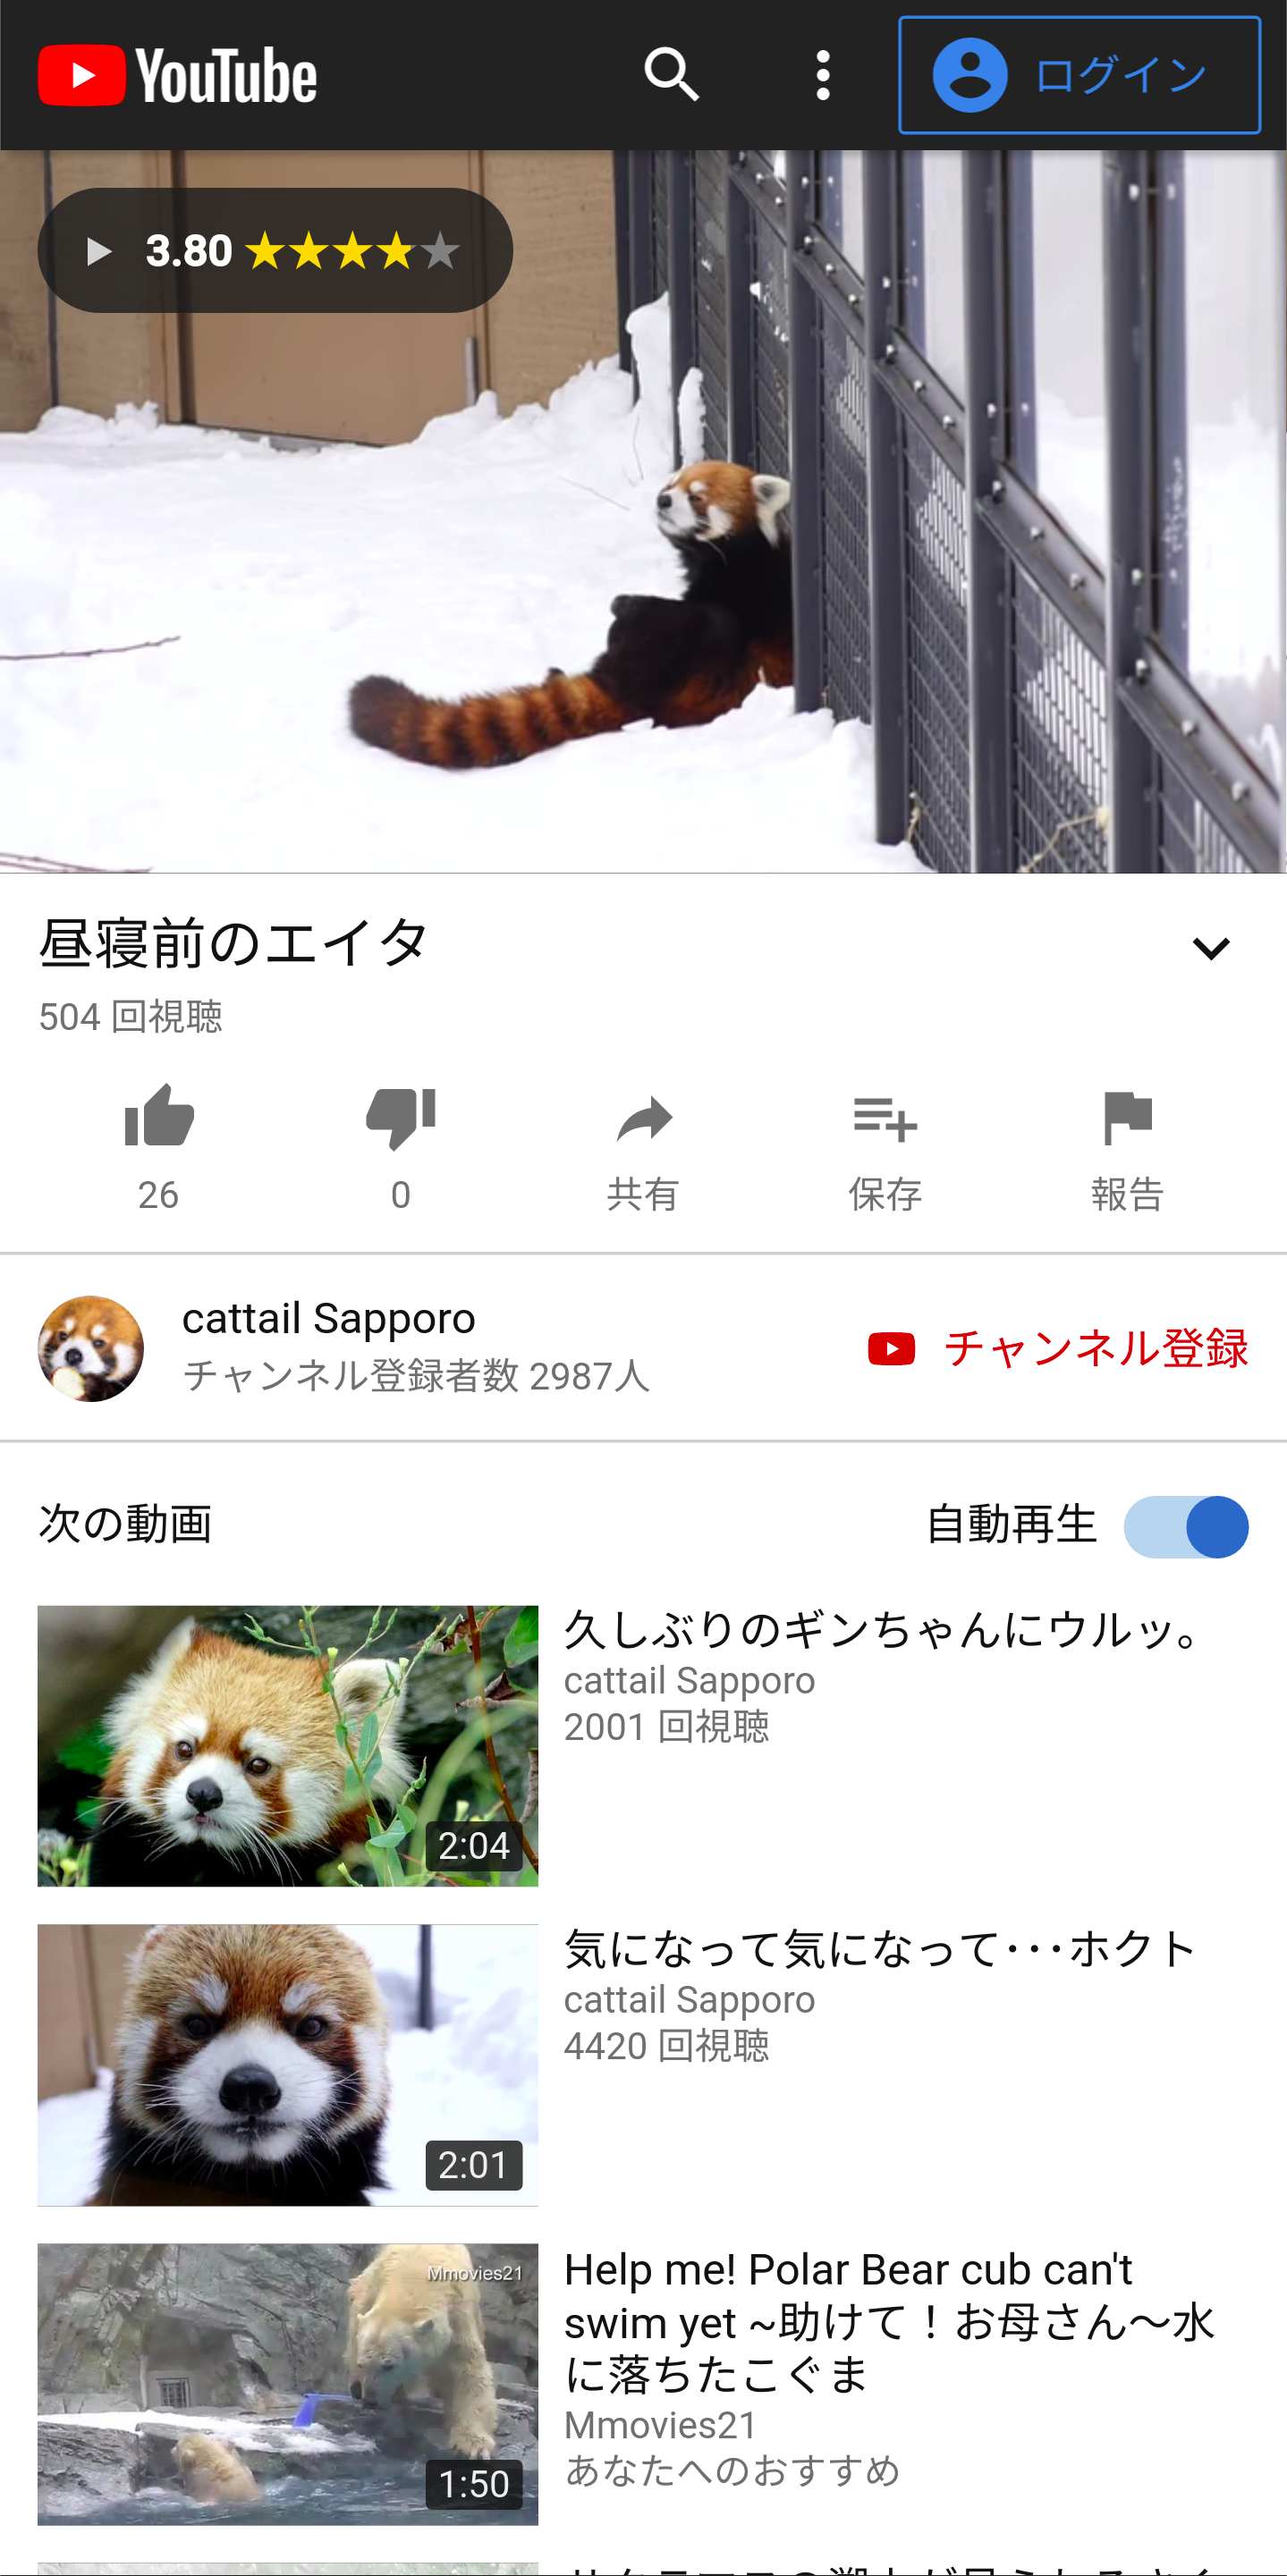 YouTube
ログイン
3.80
昼寝前のエイタ
504 回視聴
26
0
共有
保存
報告
cattail Sapporo
チャンネル登録者数 2987人
チャンネル登録
次の動画
自動再生
久しぶりのギンちゃんにウルッ。
cattail Sapporo
2001 回視聴
2:04
気になって気になって･･･ホクト
cattail Sapporo
4420 回視聴
2:01
Mmovies21
Help me! Polar Bear cub can't
swim yet ~助けて！お母さん～水
に落ちたこぐま
Mmovies21
あなたへのおすすめ
1:50